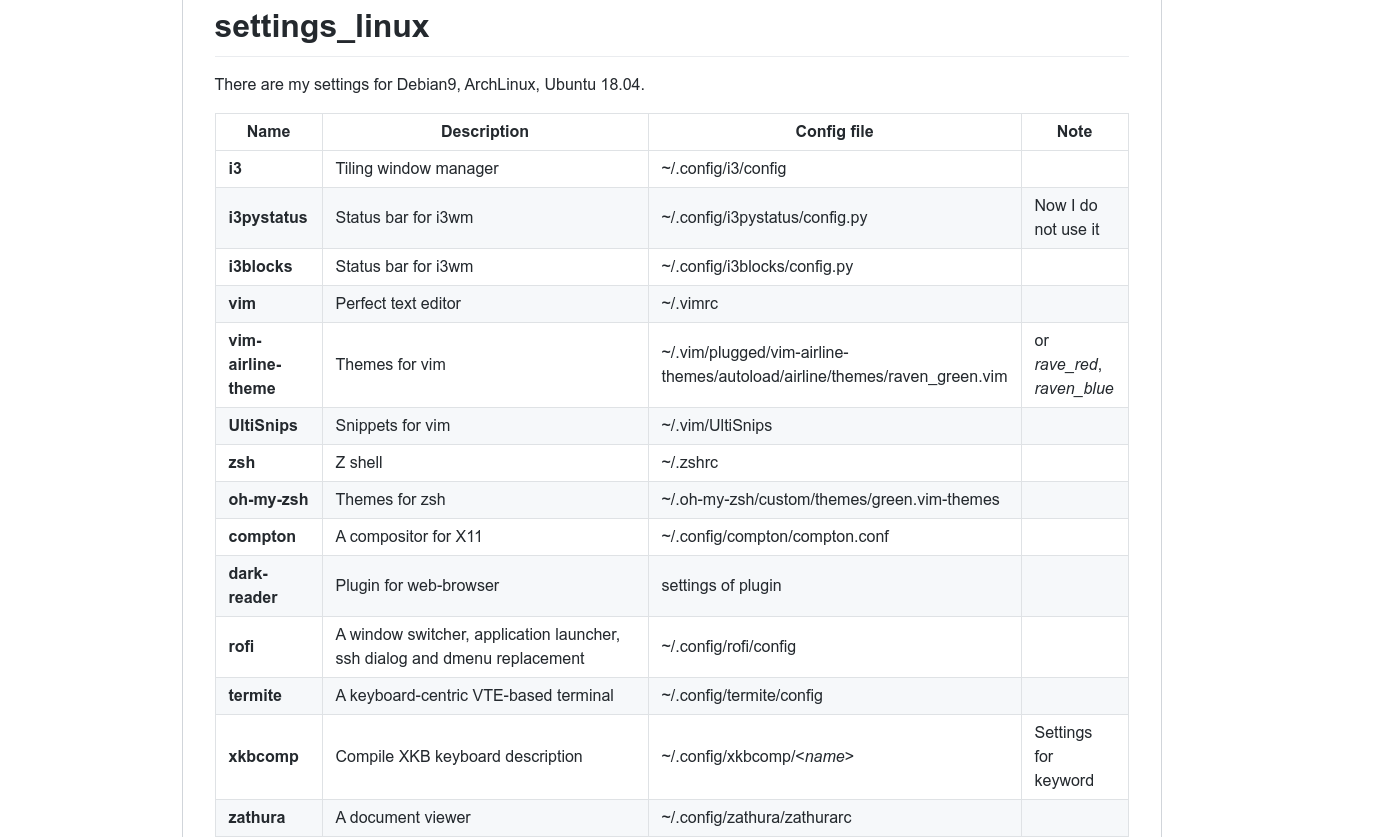 settings_linux
There are my settings for Debian9, ArchLinux, Ubuntu 18.04.
Name Description Config file Note
i3 Tiling window manager ~/.config/i3/config
i3pystatus Status bar for i3wm ~/.config/i3pystatus/config.py Now I do
not use it
i3blocks Status bar for i3wm ~/.config/i3blocks/config.py
vim Perfect text editor ~/.vimrc
vim-
airline-
theme
Themes for vim
~/.vim/plugged/vim-airline-
themes/autoload/airline/themes/raven_green.vim
or
rave_red,
raven_blue
UltiSnips Snippets for vim ~/.vim/UltiSnips
zsh Z shell ~/.zshrc
oh-my-zsh Themes for zsh ~/.oh-my-zsh/custom/themes/green.vim-themes
compton A compositor for X11 ~/.config/compton/compton.conf
dark-
reader
Plugin for web-browser settings of plugin
rofi
A window switcher, application launcher,
ssh dialog and dmenu replacement
~/.config/rofi/config
termite A keyboard-centric VTE-based terminal ~/.config/termite/config
xkbcomp Compile XKB keyboard description ~/.config/xkbcomp/<name>
Settings
for
keyword
zathura A document viewer ~/.config/zathura/zathurarc